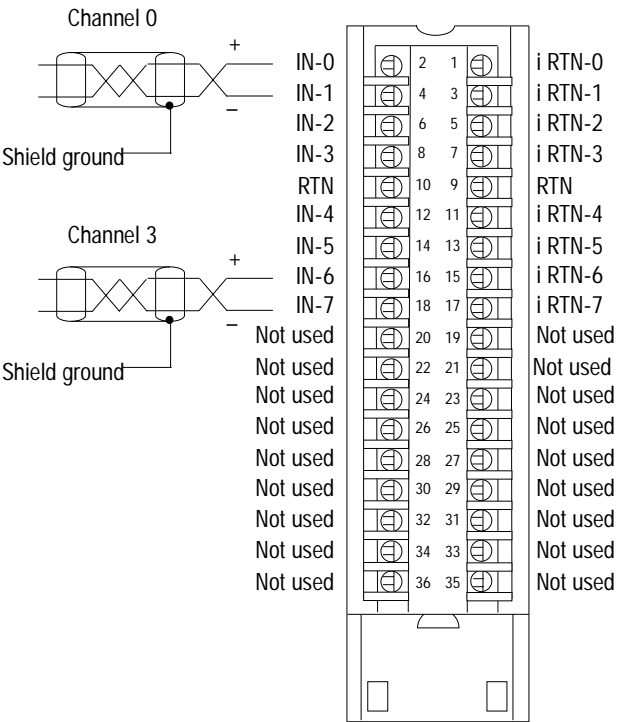 Channel 0
+
–
Shield ground
Channel 3
+
–
Shield ground
IN-0 2 1 i RTN-0
IN-1 4 3 i RTN-1
IN-2 6 5 i RTN-2
IN-3 8 7 i RTN-3
RTN 10 9 RTN
IN-4 12 11 i RTN-4
IN-5 14 13 i RTN-5
IN-6 16 15 i RTN-6
IN-7 18 17 i RTN-7
Not used 20 19 Not used
Not used 22 21 Not used
Not used 24 23 Not used
Not used 26 25 Not used
Not used 28 27 Not used
Not used 30 29 Not used
Not used 32 31 Not used
Not used 34 33 Not used
Not used 36 35 Not used